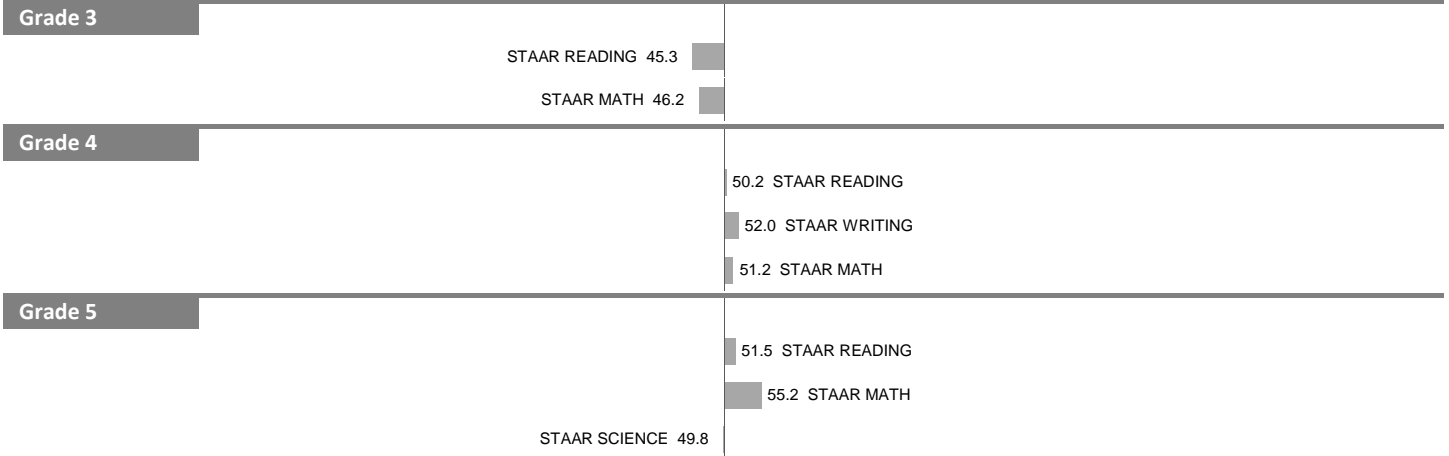 Grade 3
STAAR READING 45.3
STAAR MATH 46.2
Grade 4
50.2 STAAR READING
52.0 STAAR WRITING
51.2 STAAR MATH
Grade 5
51.5 STAAR READING
55.2 STAAR MATH
STAAR SCIENCE 49.8